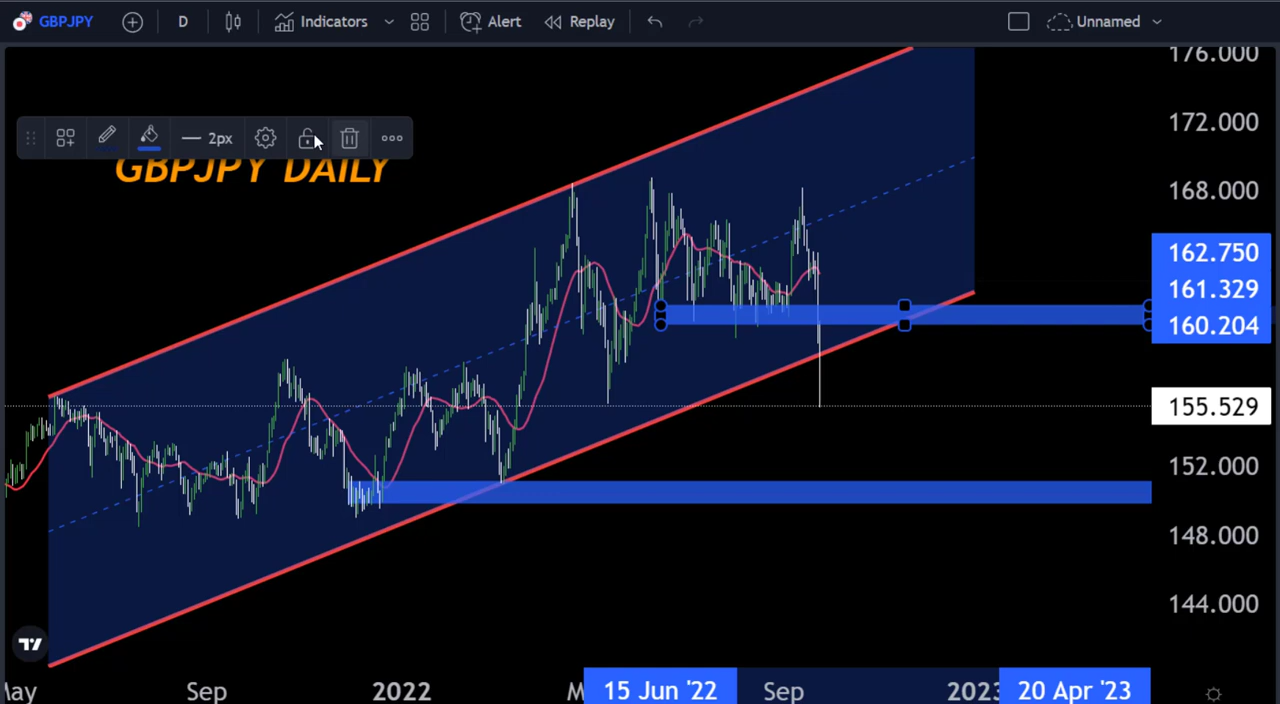 GBPJPY D Indicators Alert Replay Unnamed
176.000
2px
172.000
GBPJPY DAILY
168.000
162.750
161.329
160.204
155.529
152.000
148.000
144.000
May Sep 2022 M 15 Jun '22 Sep 2023 20 Apr '23